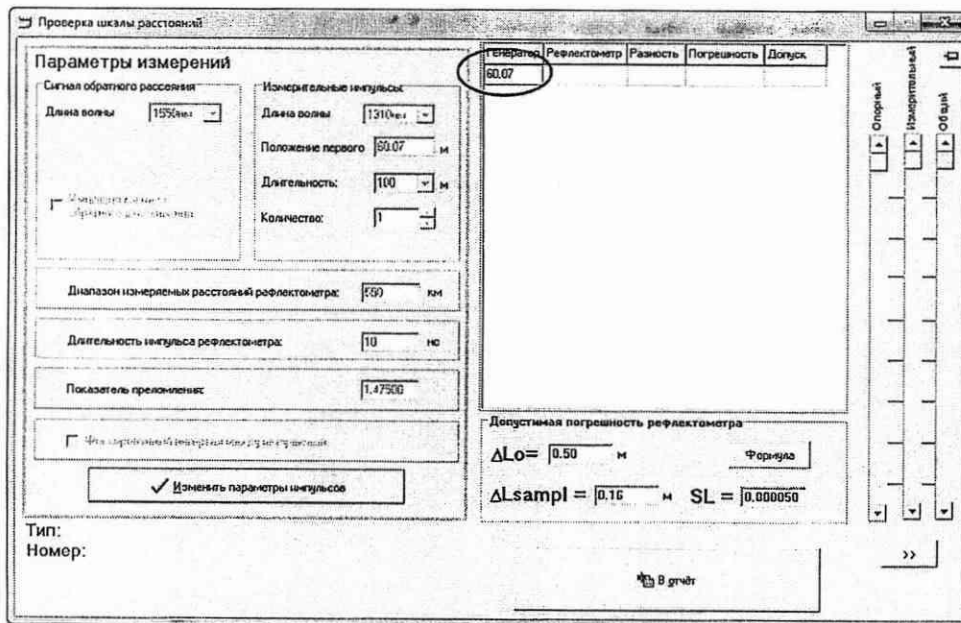 Проверка шкалы расстояний
Параметры измерений
Сигнал обратного рассеяния
Длина волны 1550нм
Измерительные импульсы:
Длина волны 1310нм
Положение первого 60.07 м
Длительность: 100 м
Количество: 1
Диапазон измеряемых расстояний рефлектометра: км
Длительность импульса рефлектометра: 10 нс
Показатель преломления: 1.47500
Изменить параметры импульсов
Генератор Рефлектометр Разность Погрешность Допуск
60.07
Опорный
Измерительный
Общий
Допустимая погрешность рефлектометра
ΔLo= 0.50 м
Формула
ΔLsampl = 0.16 м SL = 0.000050
Тип:
Номер:
>>
В отчёт